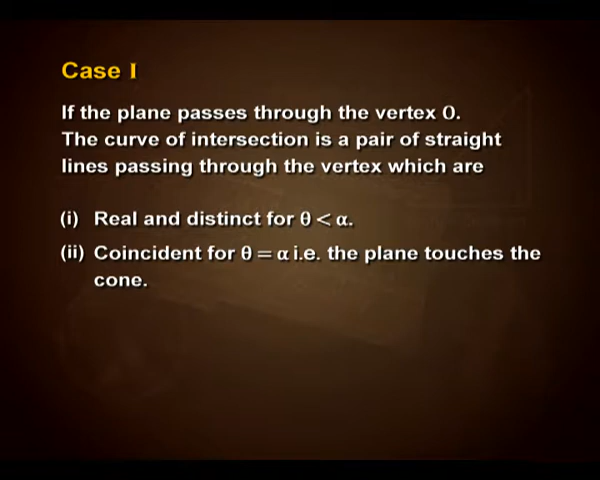 Case I
If the plane passes through the vertex O.
The curve of intersection is a pair of straight
lines passing through the vertex which are
(i) Real and distinct for θ < α.
(ii) Coincident for θ = α i.e. the plane touches the
cone.